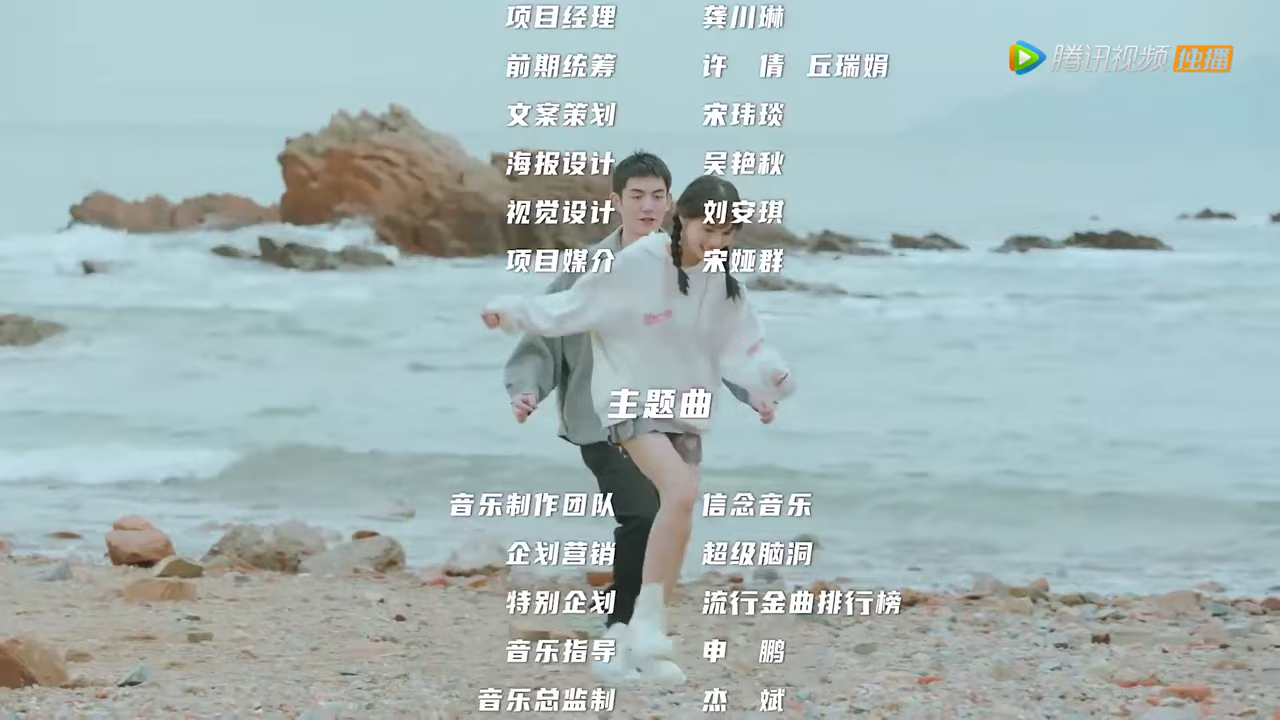 项目经理 龚川琳
腾讯视频 独播
前期统筹 许 倩 丘瑞娟
文案策划 宋玮琰
海报设计 吴艳秋
视觉设计 刘安琪
项目媒介 宋娅群
主题曲
音乐制作团队 信念音乐
企划营销 超级脑洞
特别企划 流行金曲排行榜
音乐指导 申 鹏
音乐总监制 杰 斌